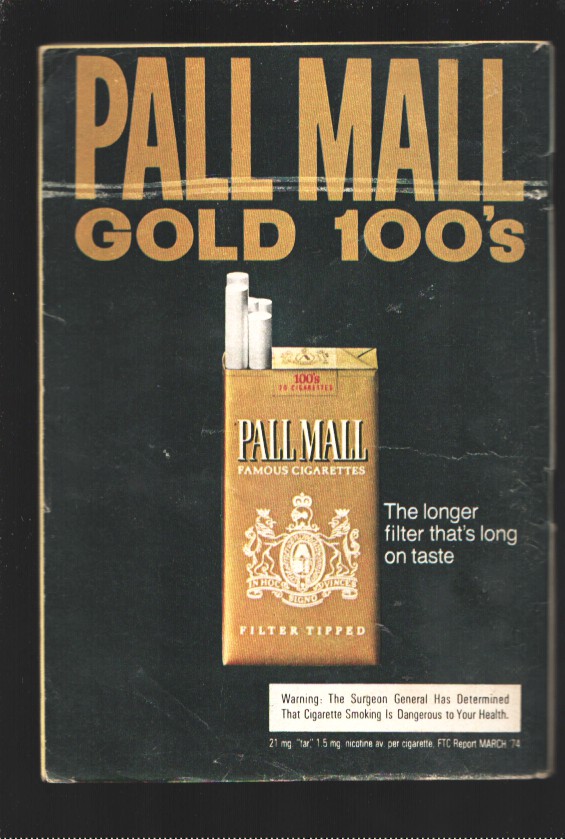 PALL MALL
GOLD 100's
100's
20 CIGARETTES
PALL MALL
FAMOUS CIGARETTES
The longer
filter that's long
on taste
IN HOC
SIGNO
VINCES
FILTER TIPPED
Warning: The Surgeon General Has Determined
That Cigarette Smoking Is Dangerous to Your Health.
21 mg. "tar," 1.5 mg. nicotine av. per cigarette, FTC Report MARCH '74